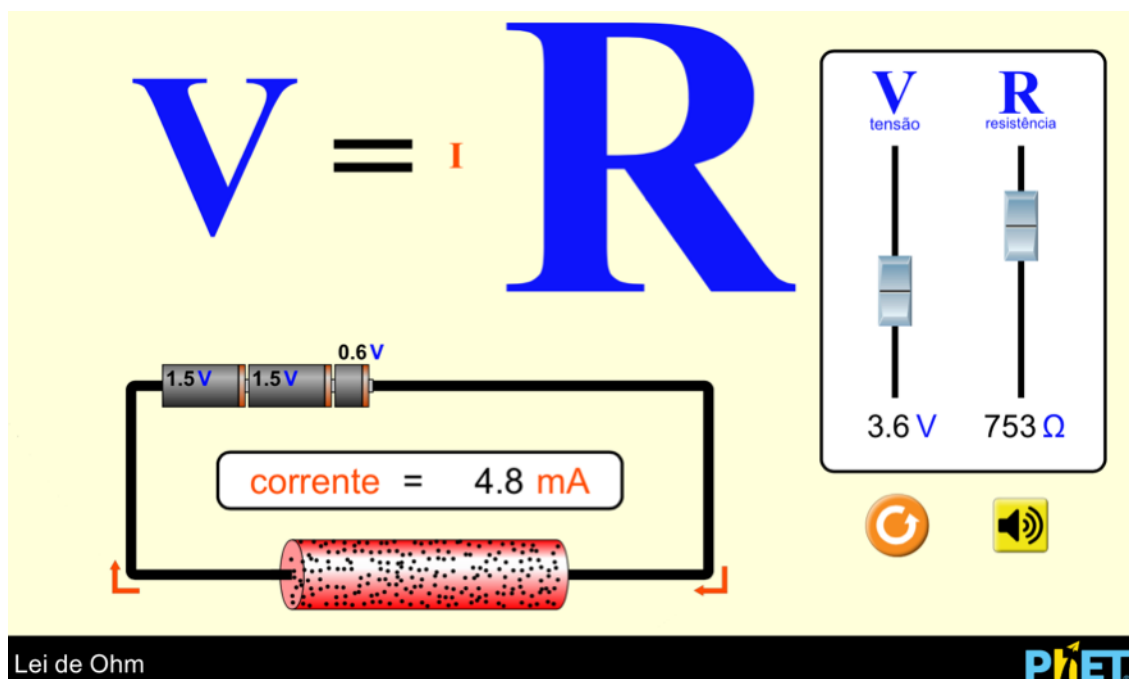 V = I R
V R
tensão resistência
3.6 V 753 Ω
0.6 V
1.5 V 1.5 V
corrente = 4.8 mA
Lei de Ohm
PhET